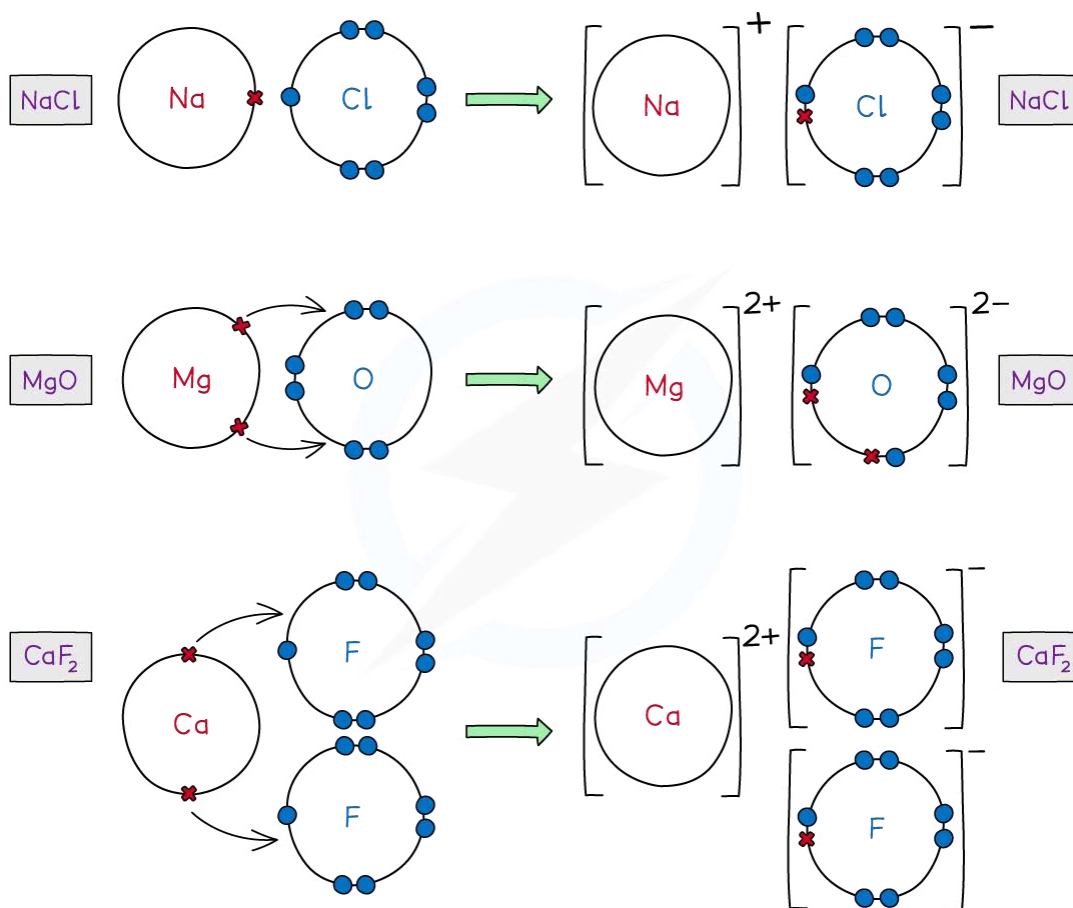 NaCl
Na
Cl
Na
+
Cl
−
NaCl
MgO
Mg
O
Mg
2+
O
2−
MgO
CaF₂
Ca
F
F
Ca
2+
F
−
F
−
CaF₂